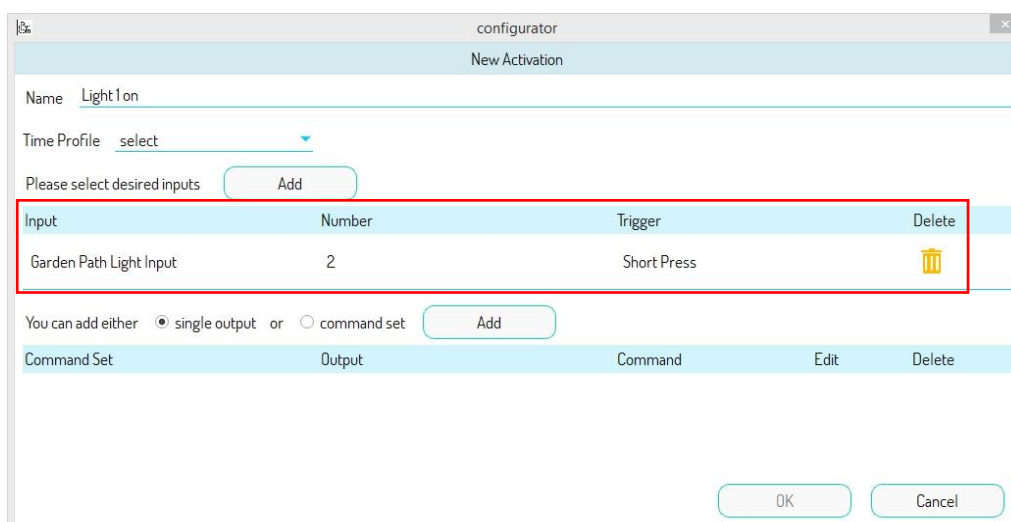 configurator
New Activation
Name Light 1 on
Time Profile select
Please select desired inputs Add
Input Number Trigger Delete
Garden Path Light Input 2 Short Press
You can add either single output or command set Add
Command Set Output Command Edit Delete
OK Cancel